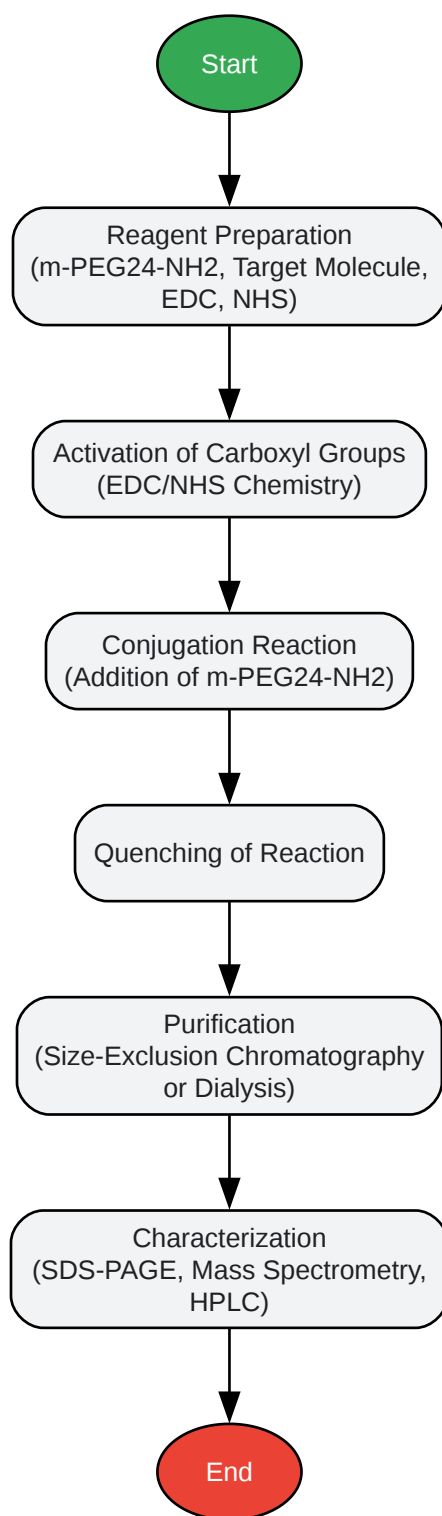 Start
Reagent Preparation
(m-PEG24-NH2, Target Molecule,
EDC, NHS)
Activation of Carboxyl Groups
(EDC/NHS Chemistry)
Conjugation Reaction
(Addition of m-PEG24-NH2)
Quenching of Reaction
Purification
(Size-Exclusion Chromatography
or Dialysis)
Characterization
(SDS-PAGE, Mass Spectrometry,
HPLC)
End